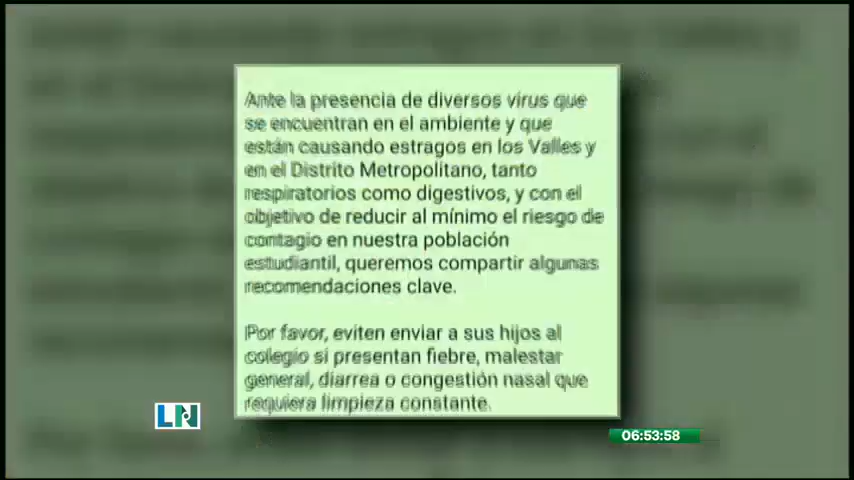 Ante la presencia de diversos virus que
se encuentran en el ambiente y que
están causando estragos en los Valles y
en el Distrito Metropolitano, tanto
respiratorios como digestivos, y con el
objetivo de reducir al mínimo el riesgo de
contagio en nuestra población
estudiantil, queremos compartir algunas
recomendaciones clave.
Por favor, eviten enviar a sus hijos al
colegio si presentan fiebre, malestar
general, diarrea o congestión nasal que
requiera limpieza constante.
LN
06:53:58